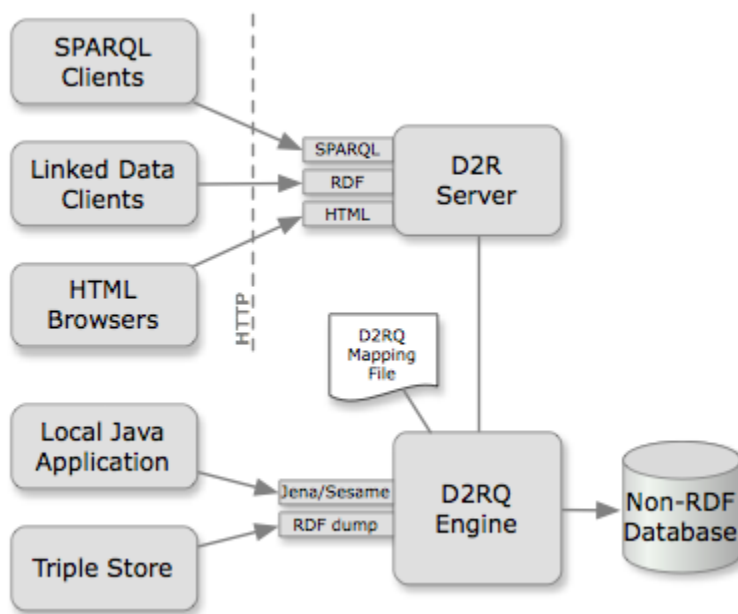 SPARQL
Clients
Linked Data
Clients
HTML
Browsers
HTTP
SPARQL
RDF
HTML
D2R
Server
D2RQ
Mapping
File
Local Java
Application
Triple Store
Jena/Sesame
RDF dump
D2RQ
Engine
Non-RDF
Database